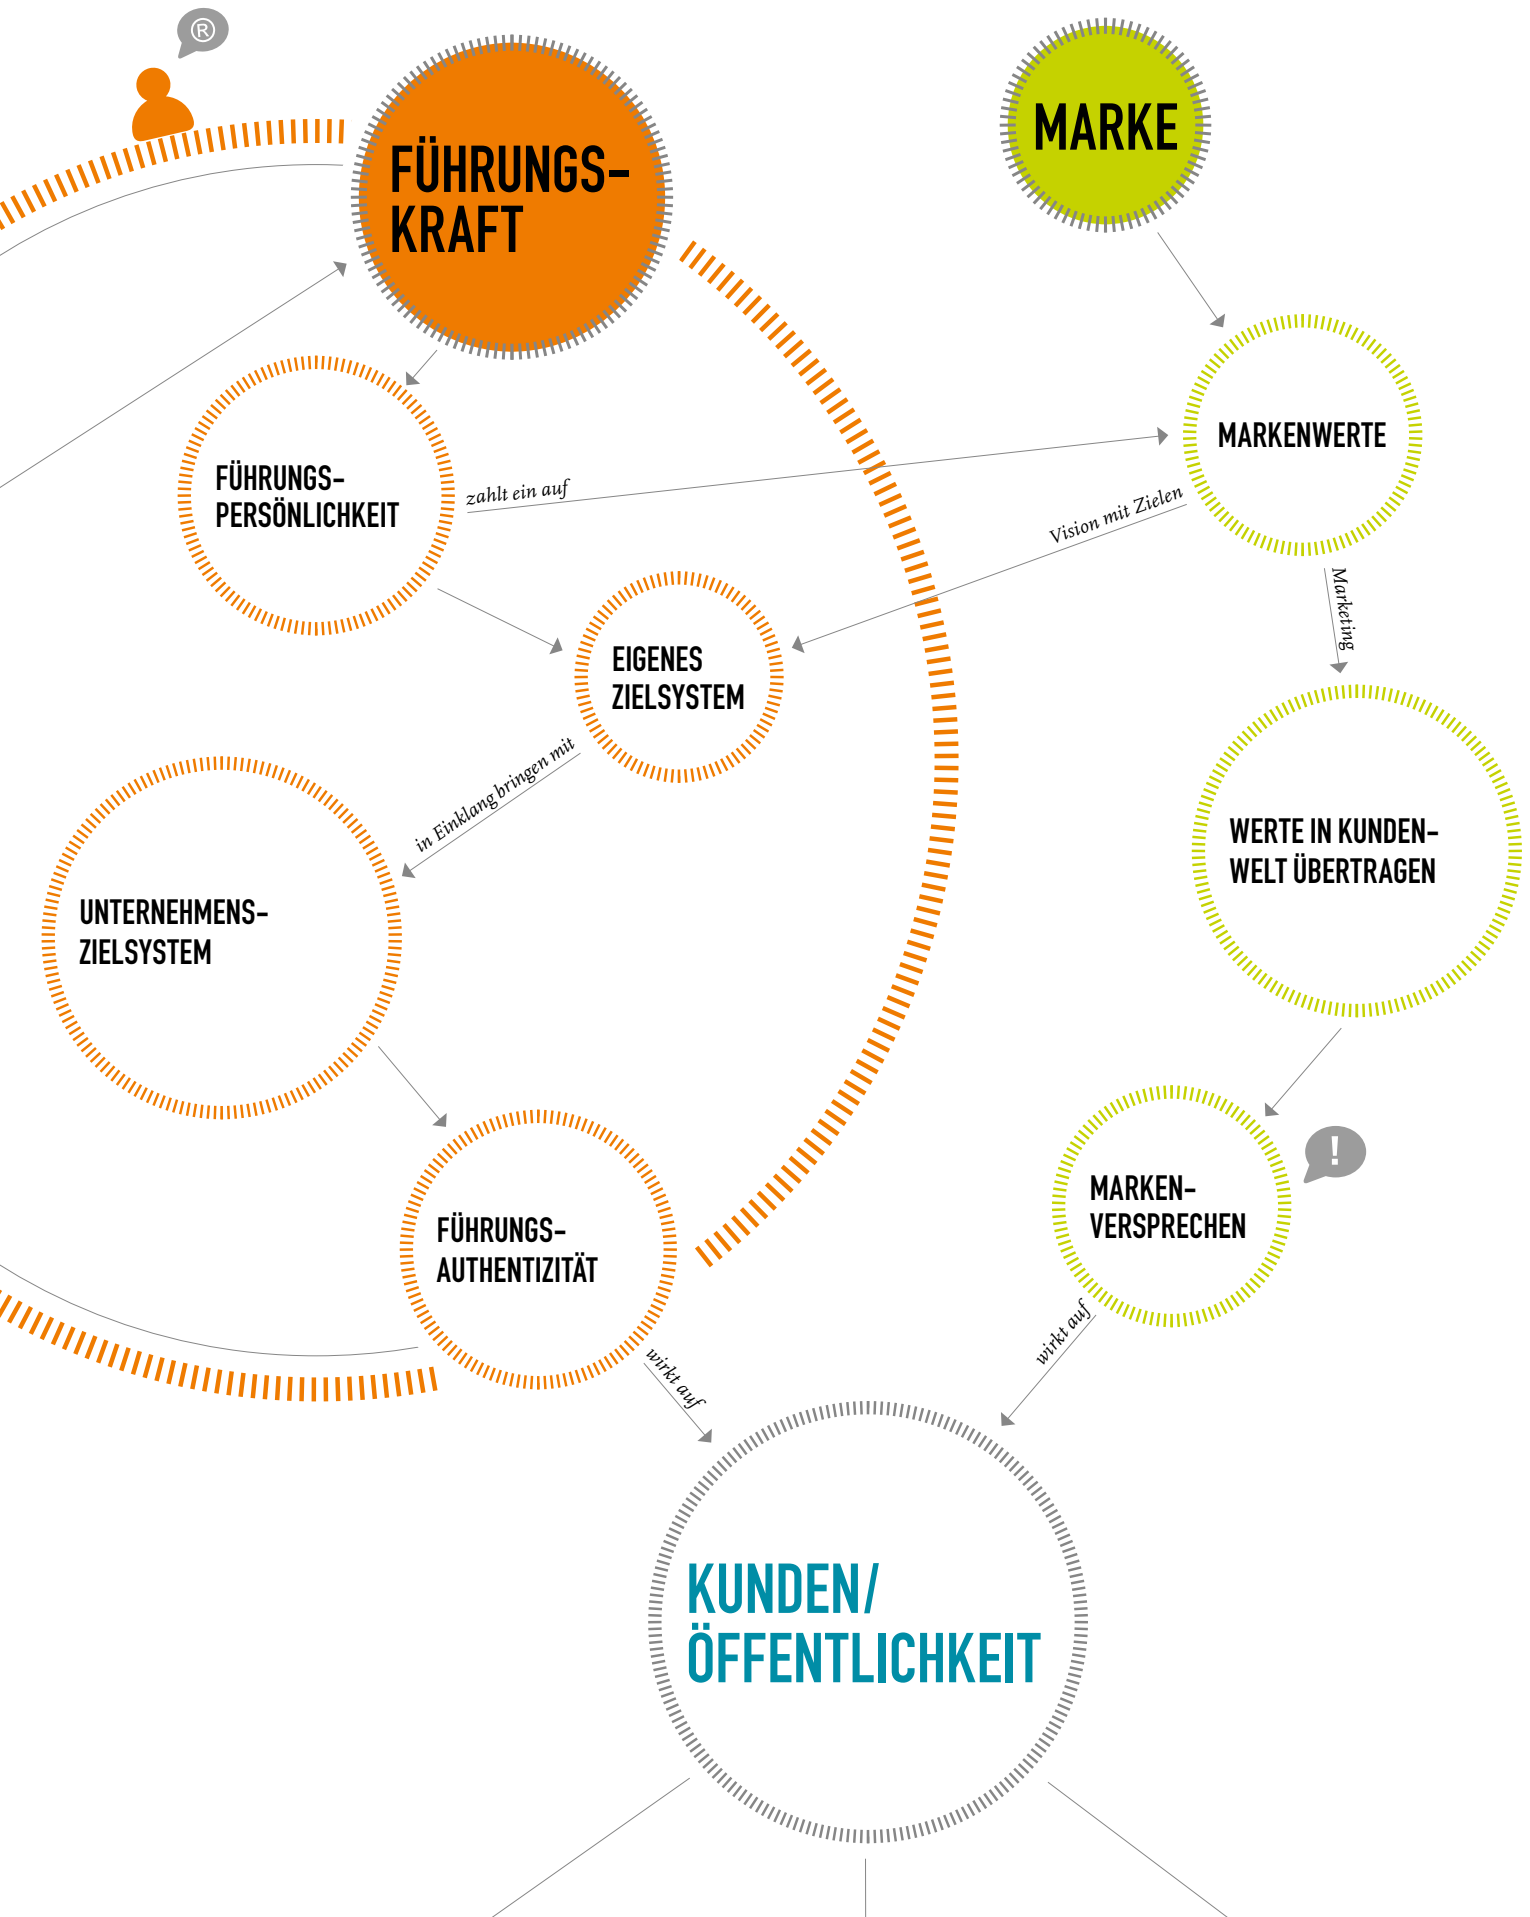 ®
FÜHRUNGS-
KRAFT
MARKE
FÜHRUNGS-
PERSÖNLICHKEIT
zahlt ein auf
MARKENWERTE
Vision mit Zielen
Marketing
EIGENES
ZIELSYSTEM
in Einklang bringen mit
UNTERNEHMENS-
ZIELSYSTEM
WERTE IN KUNDEN-
WELT ÜBERTRAGEN
FÜHRUNGS-
AUTHENTIZITÄT
MARKEN-
VERSPRECHEN
!
wirkt auf
wirkt auf
KUNDEN/
ÖFFENTLICHKEIT